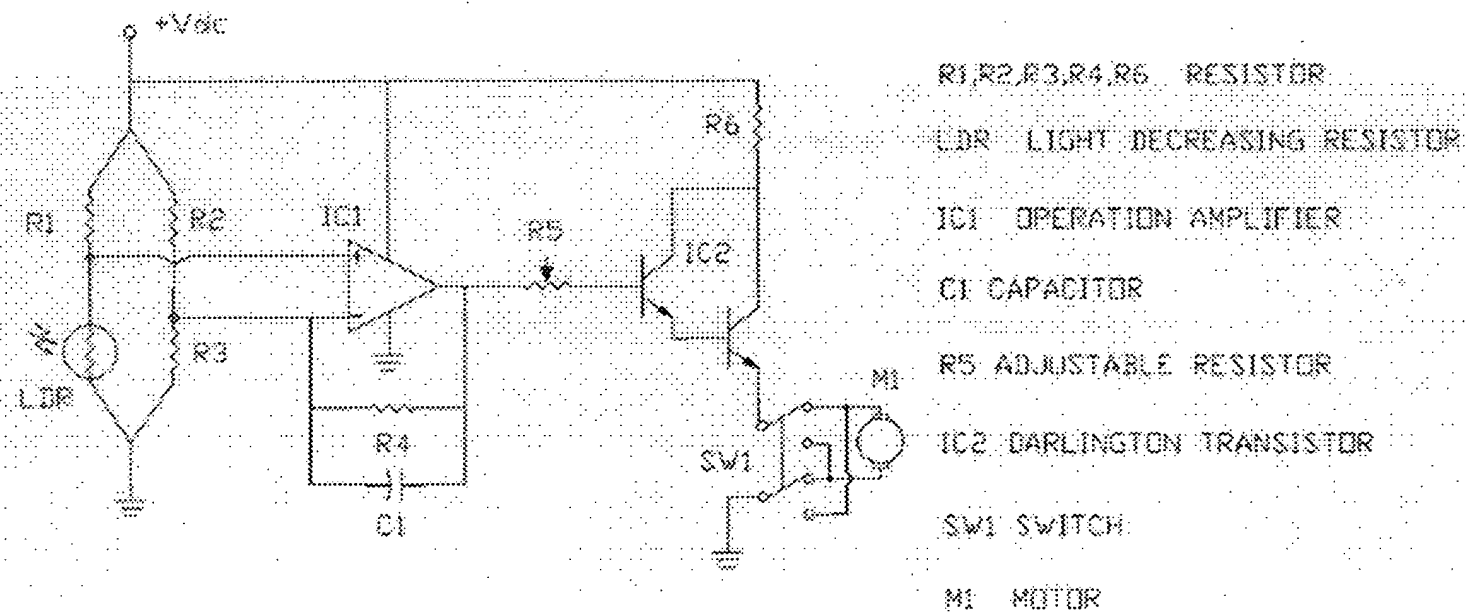 +Vdc
R1
R2
R3
LDR
IC1
R4
C1
R5
IC2
R6
SW1
M1
R1,R2,R3,R4,R6 RESISTOR
LDR LIGHT DECREASING RESISTOR
IC1 OPERATION AMPLIFIER
C1 CAPACITOR
R5 ADJUSTABLE RESISTOR
IC2 DARLINGTON TRANSISTOR
SW1 SWITCH
M1 MOTOR